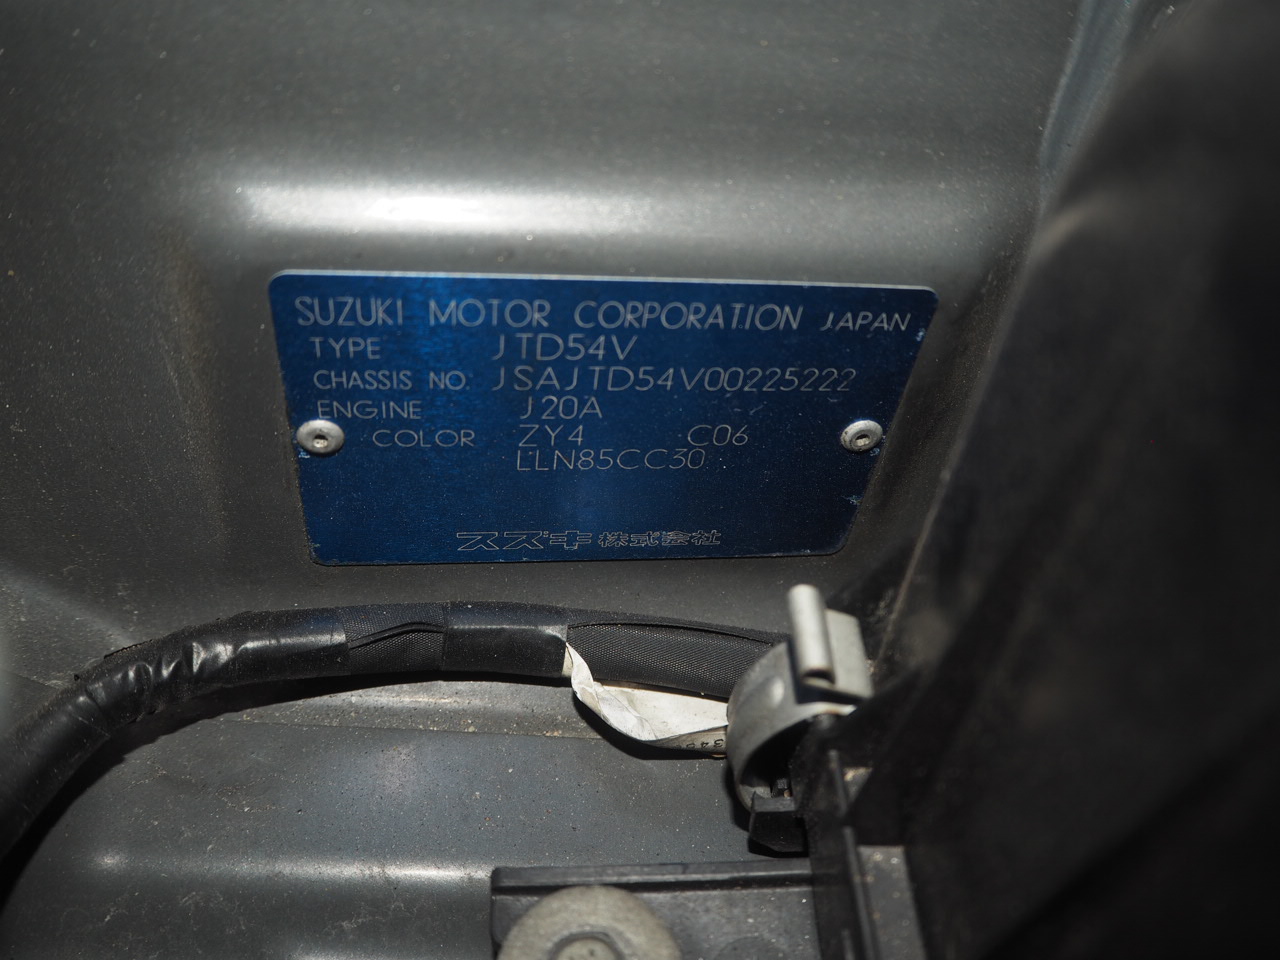 SUZUKI MOTOR CORPORATION JAPAN
TYPE JTD54V
CHASSIS NO. JSAJTD54V00225222
ENGINE J20A
COLOR ZY4 C06
LLN85CC30
スズキ株式会社